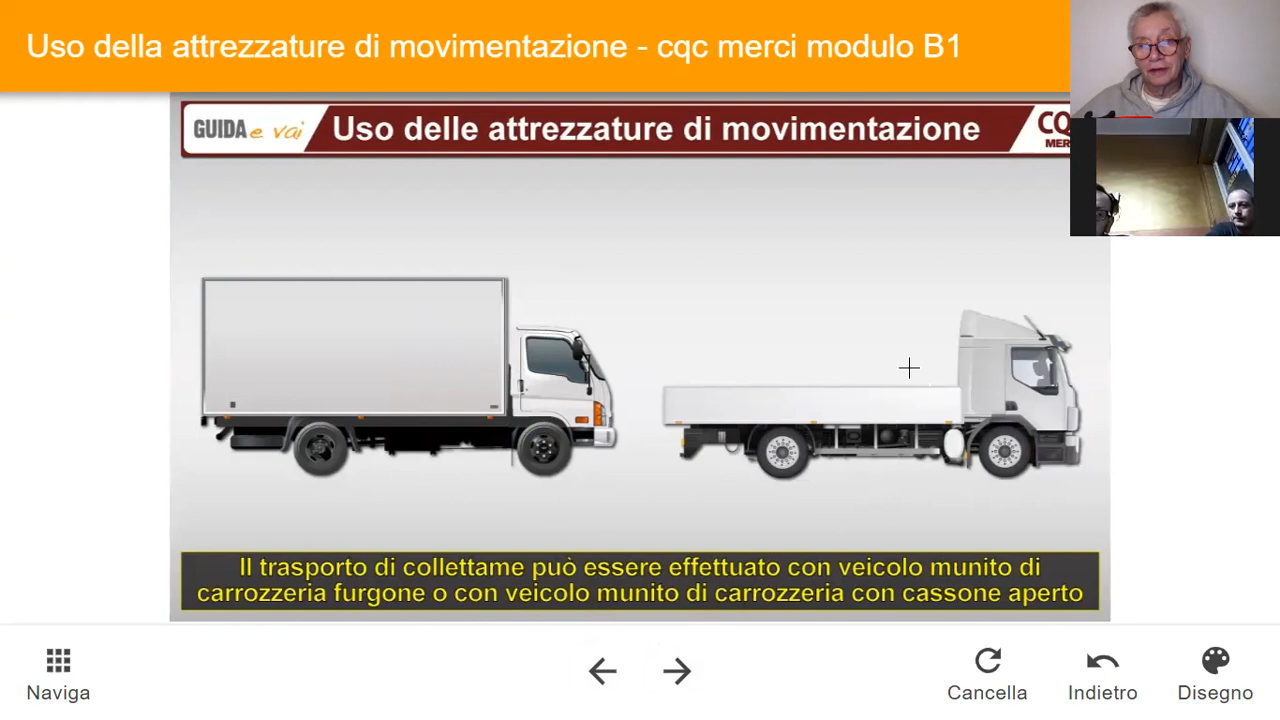 Uso della attrezzature di movimentazione - cqc merci modulo B1
GUIDA e vai
Uso delle attrezzature di movimentazione
CQ
MER
Il trasporto di collettame può essere effettuato con veicolo munito di
carrozzeria furgone o con veicolo munito di carrozzeria con cassone aperto
Naviga
Cancella
Indietro
Disegno